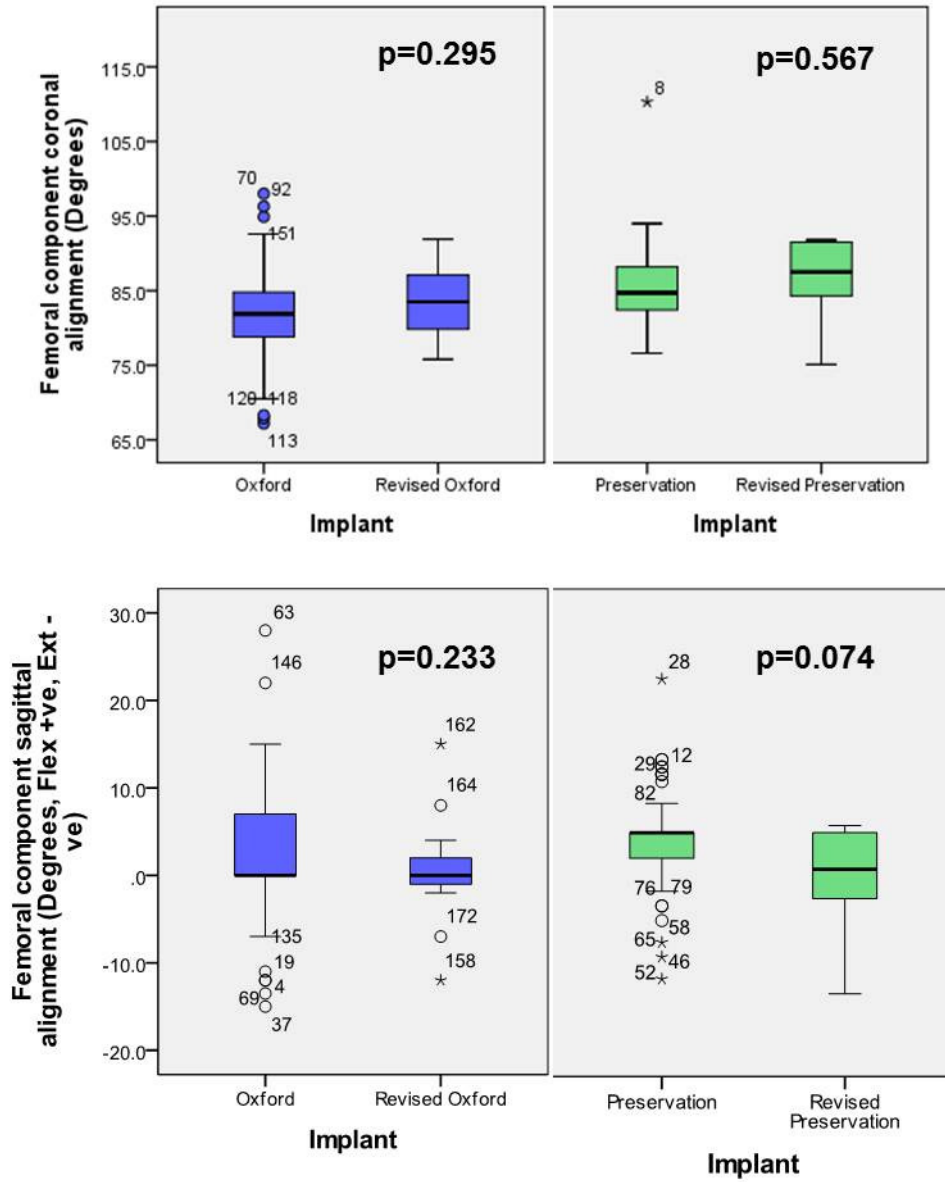 Femoral component coronal
alignment (Degrees)
115.0
105.0
95.0
85.0
75.0
65.0
p=0.295
70 92
151
120 118
113
Oxford Revised Oxford
Implant
p=0.567
8
Preservation Revised Preservation
Implant
Femoral component sagittal
alignment (Degrees, Flex +ve, Ext -
ve)
30.0
20.0
10.0
.0
-10.0
-20.0
p=0.233
63
146
135
19
4
69
37
162
164
172
158
Oxford Revised Oxford
Implant
p=0.074
28
29 12
82
76 79
58
65
52 46
Preservation Revised
Preservation
Implant